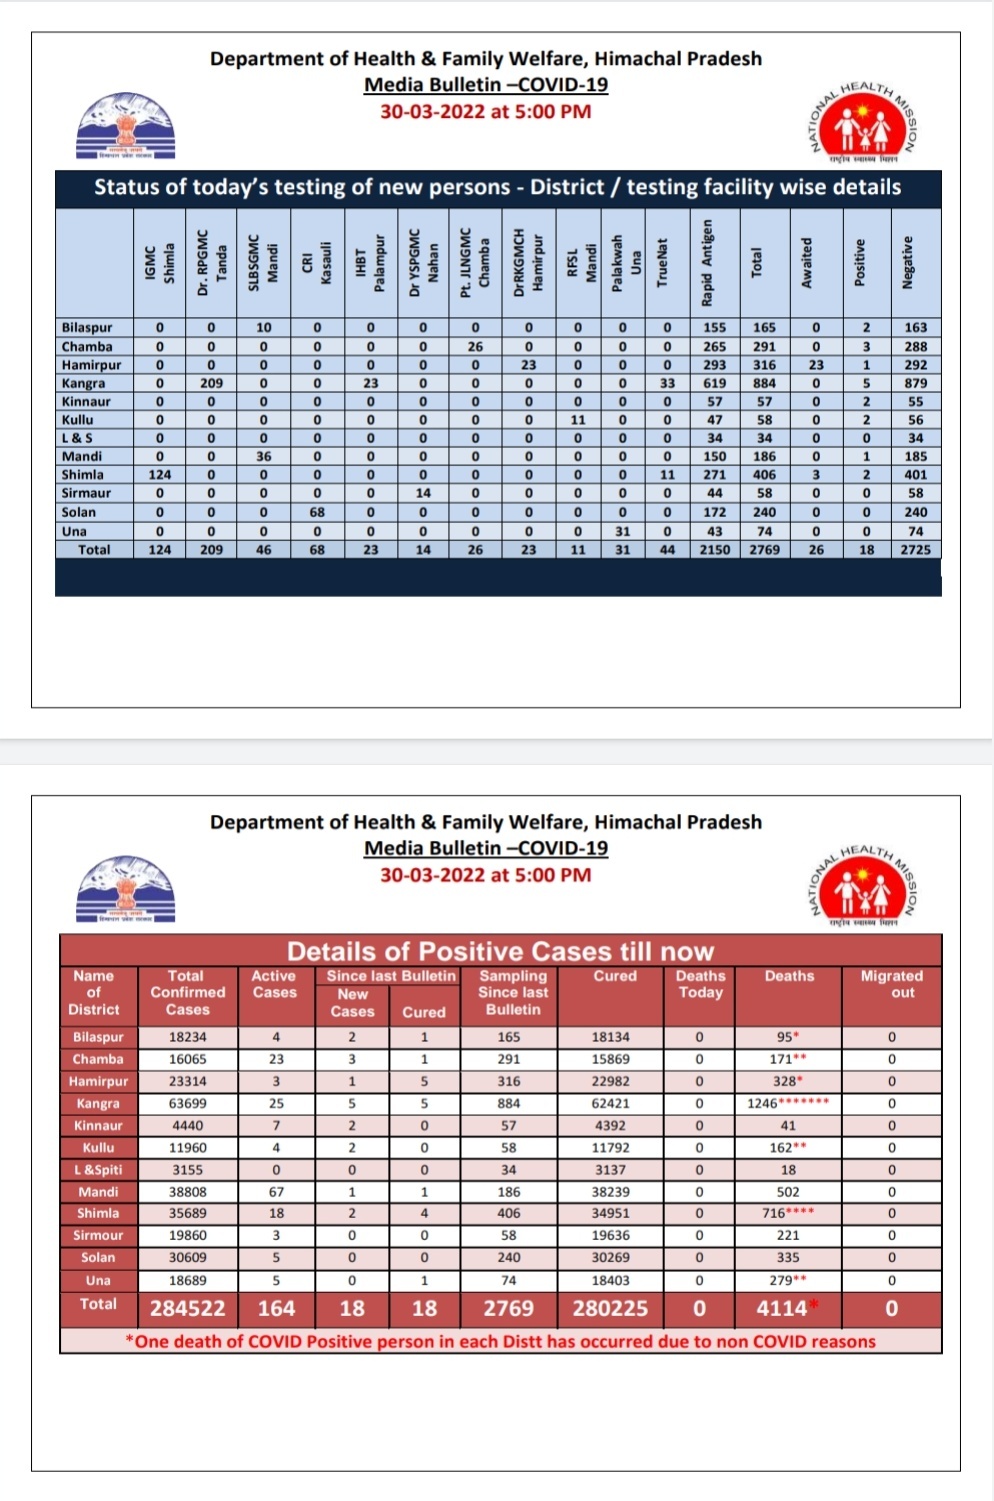 Department of Health & Family Welfare, Himachal Pradesh
Media Bulletin –COVID-19
30-03-2022 at 5:00 PM
NATIONAL HEALTH MISSION
राष्ट्रीय स्वास्थ्य मिशन
Status of today's testing of new persons - District / testing facility wise details
IGMC Shimla Dr. RPGMC Tanda SLBSGMC Mandi CRI Kasauli IHBT Palampur Dr YSPGMC Nahan Pt. JLNGMC Chamba DrRKGMCH Hamirpur RFSL Mandi Palakwah Una TrueNat Rapid Antigen Total Awaited Positive Negative
Bilaspur 0 0 10 0 0 0 0 0 0 0 0 155 165 0 2 163
Chamba 0 0 0 0 0 0 26 0 0 0 0 265 291 0 3 288
Hamirpur 0 0 0 0 0 0 0 23 0 0 0 293 316 23 1 292
Kangra 0 209 0 0 23 0 0 0 0 0 33 619 884 0 5 879
Kinnaur 0 0 0 0 0 0 0 0 0 0 0 57 57 0 2 55
Kullu 0 0 0 0 0 0 0 0 11 0 0 47 58 0 2 56
L & S 0 0 0 0 0 0 0 0 0 0 0 34 34 0 0 34
Mandi 0 0 36 0 0 0 0 0 0 0 0 150 186 0 1 185
Shimla 124 0 0 0 0 0 0 0 0 0 11 271 406 3 2 401
Sirmaur 0 0 0 0 0 14 0 0 0 0 0 44 58 0 0 58
Solan 0 0 0 68 0 0 0 0 0 0 0 172 240 0 0 240
Una 0 0 0 0 0 0 0 0 0 31 0 43 74 0 0 74
Total 124 209 46 68 23 14 26 23 11 31 44 2150 2769 26 18 2725
Department of Health & Family Welfare, Himachal Pradesh
Media Bulletin –COVID-19
30-03-2022 at 5:00 PM
NATIONAL HEALTH MISSION
राष्ट्रीय स्वास्थ्य मिशन
Details of Positive Cases till now
Name of District Total Confirmed Cases Active Cases Since last Bulletin New Cases Cured Sampling Since last Bulletin Cured Deaths Today Deaths Migrated out
Bilaspur 18234 4 2 1 165 18134 0 95* 0
Chamba 16065 23 3 1 291 15869 0 171** 0
Hamirpur 23314 3 1 5 316 22982 0 328* 0
Kangra 63699 25 5 5 884 62421 0 1246******* 0
Kinnaur 4440 7 2 0 57 4392 0 41 0
Kullu 11960 4 2 0 58 11792 0 162** 0
L &Spiti 3155 0 0 0 34 3137 0 18 0
Mandi 38808 67 1 1 186 38239 0 502 0
Shimla 35689 18 2 4 406 34951 0 716**** 0
Sirmour 19860 3 0 0 58 19636 0 221 0
Solan 30609 5 0 0 240 30269 0 335 0
Una 18689 5 0 1 74 18403 0 279** 0
Total 284522 164 18 18 2769 280225 0 4114* 0
*One death of COVID Positive person in each Distt has occurred due to non COVID reasons